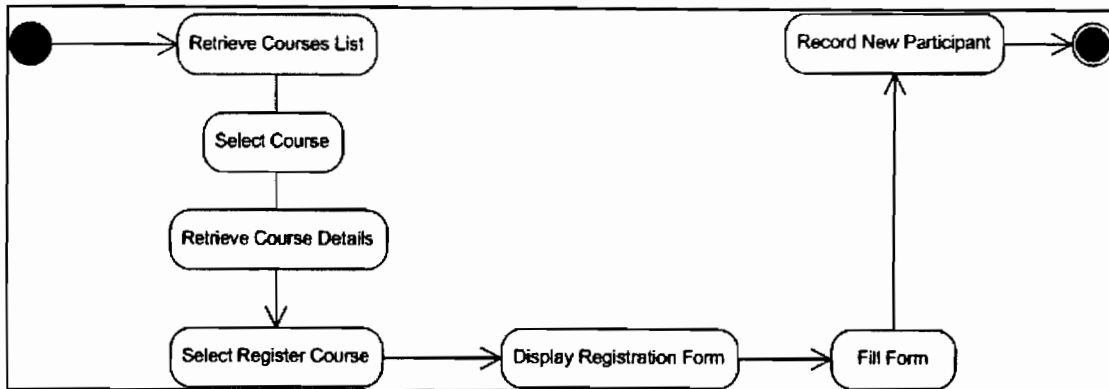 Retrieve Courses List
Select Course
Retrieve Course Details
Select Register Course
Display Registration Form
Fill Form
Record New Participant